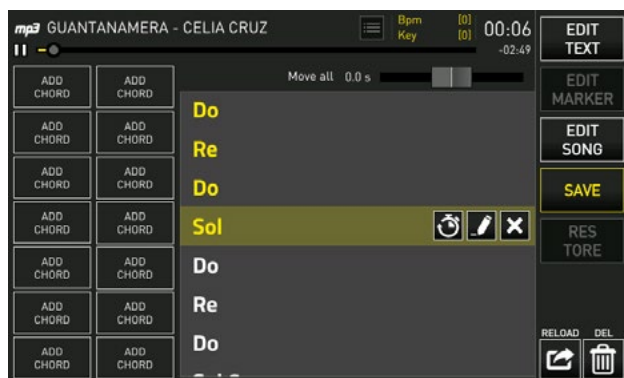 mp3 GUANTANAMERA - CELIA CRUZ
Bpm [0]
Key [0]
00:06
-02:49
EDIT
TEXT
EDIT
MARKER
EDIT
SONG
SAVE
RES
TORE
RELOAD DEL
Move all 0.0 s
ADD
CHORD
ADD
CHORD
ADD
CHORD
ADD
CHORD
ADD
CHORD
ADD
CHORD
ADD
CHORD
ADD
CHORD
ADD
CHORD
ADD
CHORD
ADD
CHORD
ADD
CHORD
ADD
CHORD
ADD
CHORD
Do
Re
Do
Sol
Do
Re
Do